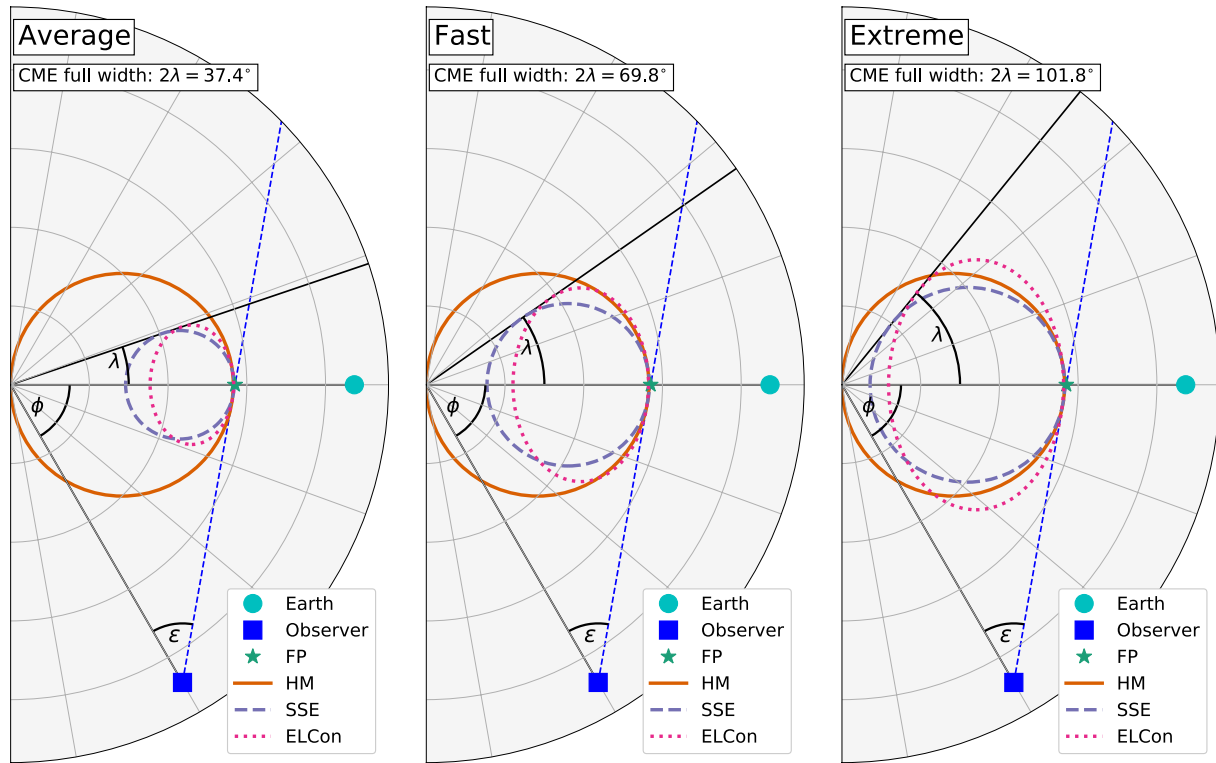 Average
CME full width: 2λ = 37.4°
λ
ϕ
ε
Earth
Observer
FP
HM
SSE
ELCon
Fast
CME full width: 2λ = 69.8°
λ
ϕ
ε
Earth
Observer
FP
HM
SSE
ELCon
Extreme
CME full width: 2λ = 101.8°
λ
ϕ
ε
Earth
Observer
FP
HM
SSE
ELCon